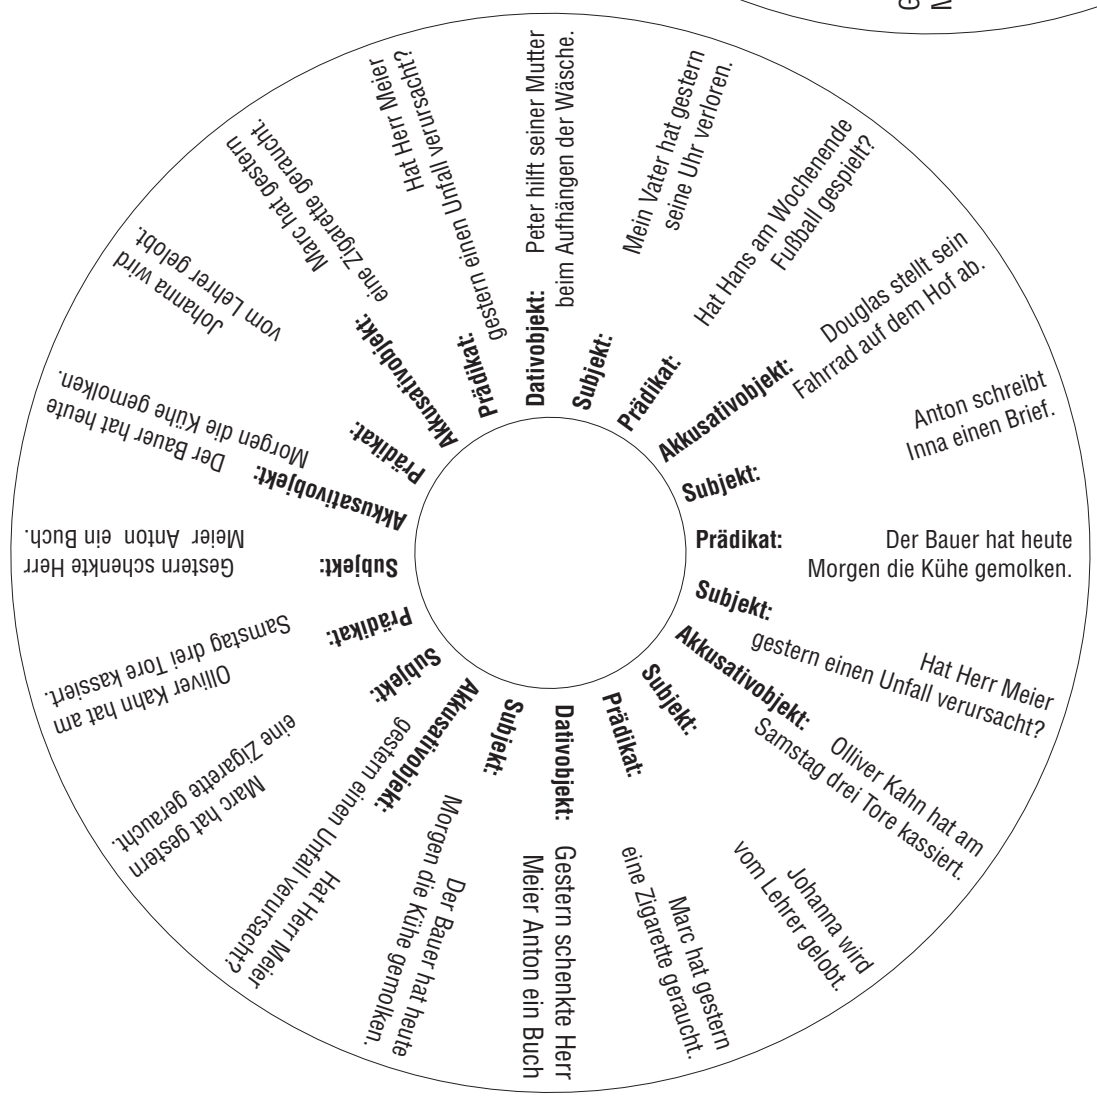 G
Dativobjekt:
Peter hilft seiner Mutter
beim Aufhängen der Wäsche.
Subjekt:
Mein Vater hat gestern
seine Uhr verloren.
Prädikat:
Hat Hans am Wochenende
Fußball gespielt?
Akkusativobjekt:
Douglas stellt sein
Fahrrad auf dem Hof ab.
Subjekt:
Anton schreibt
Inna einen Brief.
Prädikat:
Der Bauer hat heute
Morgen die Kühe gemolken.
Subjekt:
Hat Herr Meier
gestern einen Unfall verursacht?
Akkusativobjekt:
Olliver Kahn hat am
Samstag drei Tore kassiert.
Subjekt:
Johanna wird
vom Lehrer gelobt.
Prädikat:
Marc hat gestern
eine Zigarette geraucht.
Dativobjekt:
Gestern schenkte Herr
Meier Anton ein Buch
Subjekt:
Der Bauer hat heute
Morgen die Kühe gemolken.
Akkusativobjekt:
Hat Herr Meier
gestern einen Unfall verursacht?
Subjekt:
Marc hat gestern
eine Zigarette geraucht.
Prädikat:
Olliver Kahn hat am
Samstag drei Tore kassiert.
Subjekt:
Gestern schenkte Herr
Meier Anton ein Buch.
Akkusativobjekt:
Der Bauer hat heute
Morgen die Kühe gemolken.
Prädikat:
Johanna wird
vom Lehrer gelobt.
Akkusativobjekt:
Marc hat gestern
eine Zigarette geraucht.
Prädikat:
Hat Herr Meier
gestern einen Unfall verursacht?